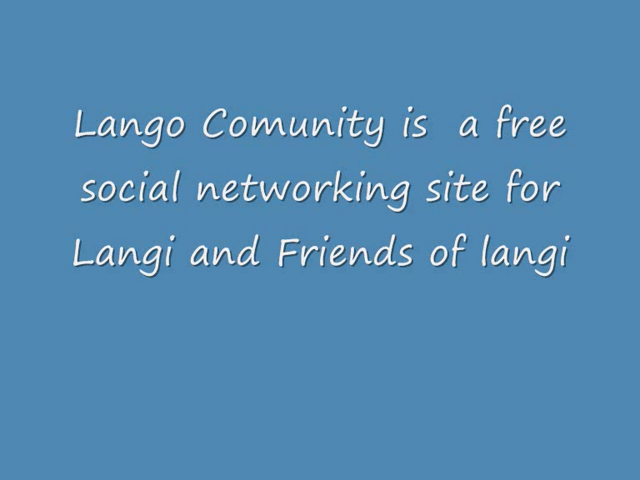 Lango Comunity is  a free
social networking site for
Langi and Friends of langi